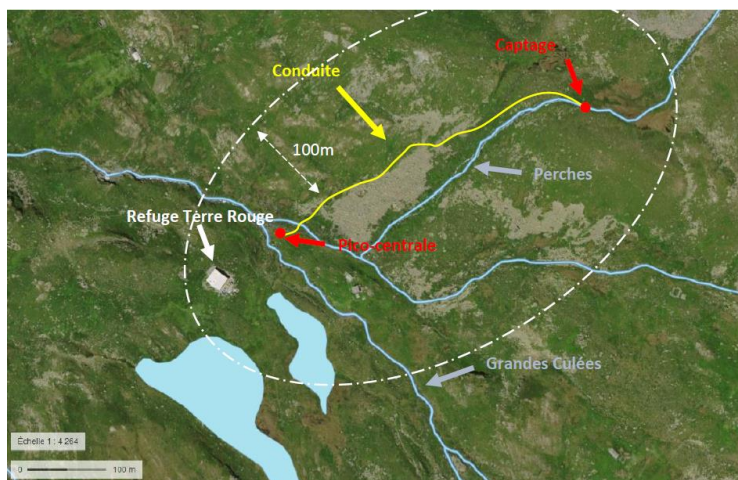 Captage
Conduite
100m
Perches
Refuge Terre Rouge
Pico-centrale
Grandes Culées
Échelle 1 : 4 264
0 100 m